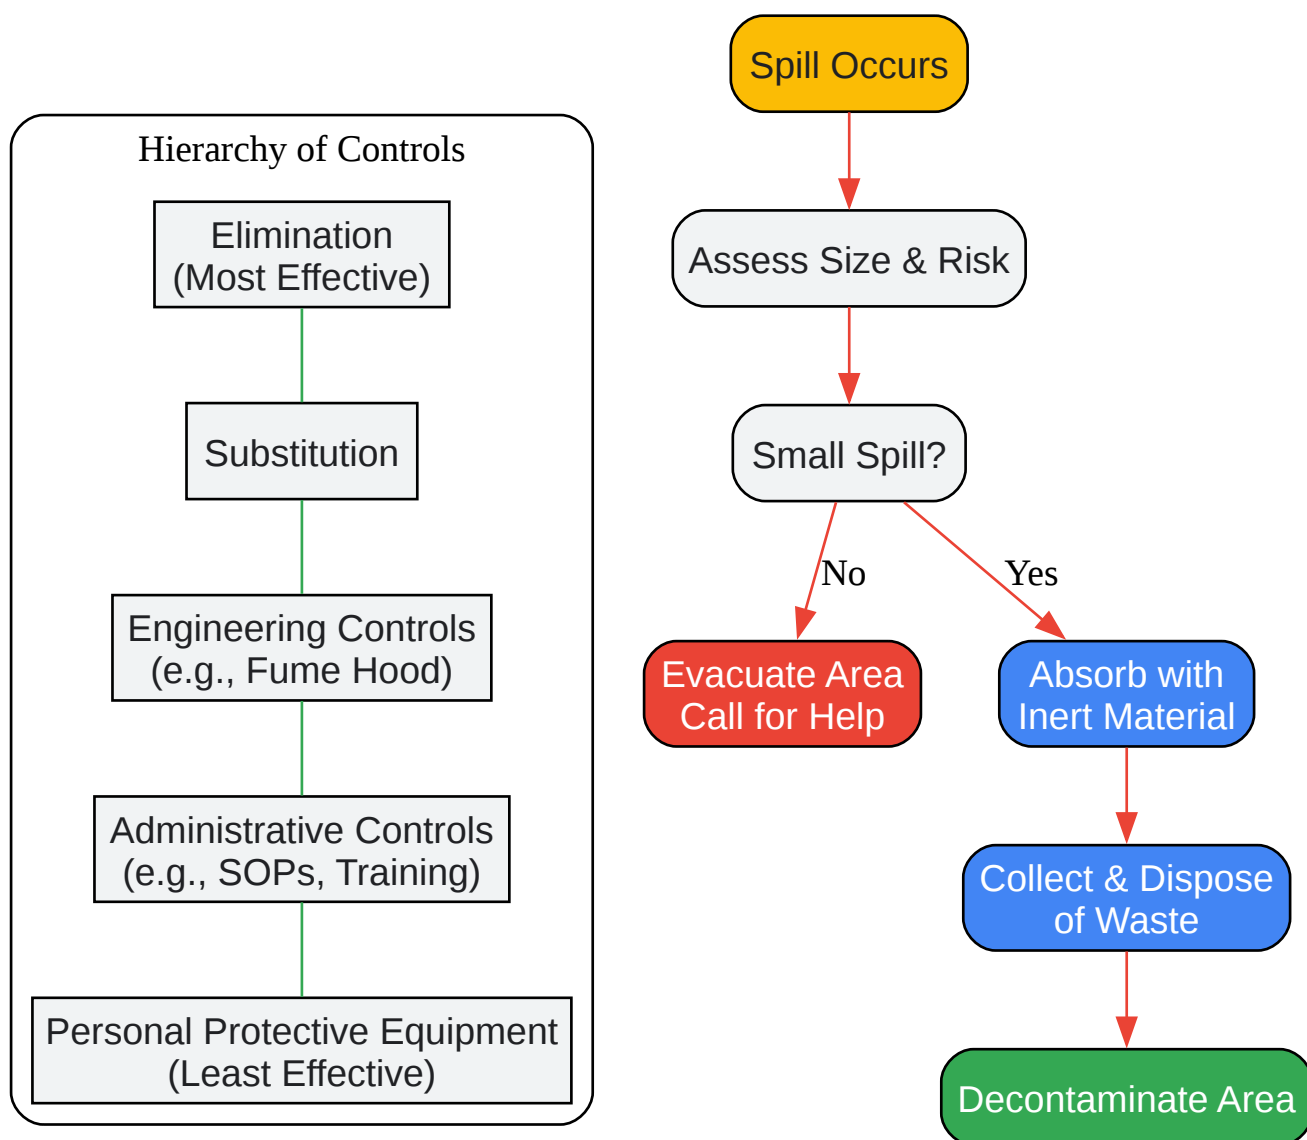 Hierarchy of Controls
Elimination
(Most Effective)
Substitution
Engineering Controls
(e.g., Fume Hood)
Administrative Controls
(e.g., SOPs, Training)
Personal Protective Equipment
(Least Effective)
Spill Occurs
Assess Size & Risk
Small Spill?
No
Yes
Evacuate Area
Call for Help
Absorb with
Inert Material
Collect & Dispose
of Waste
Decontaminate Area